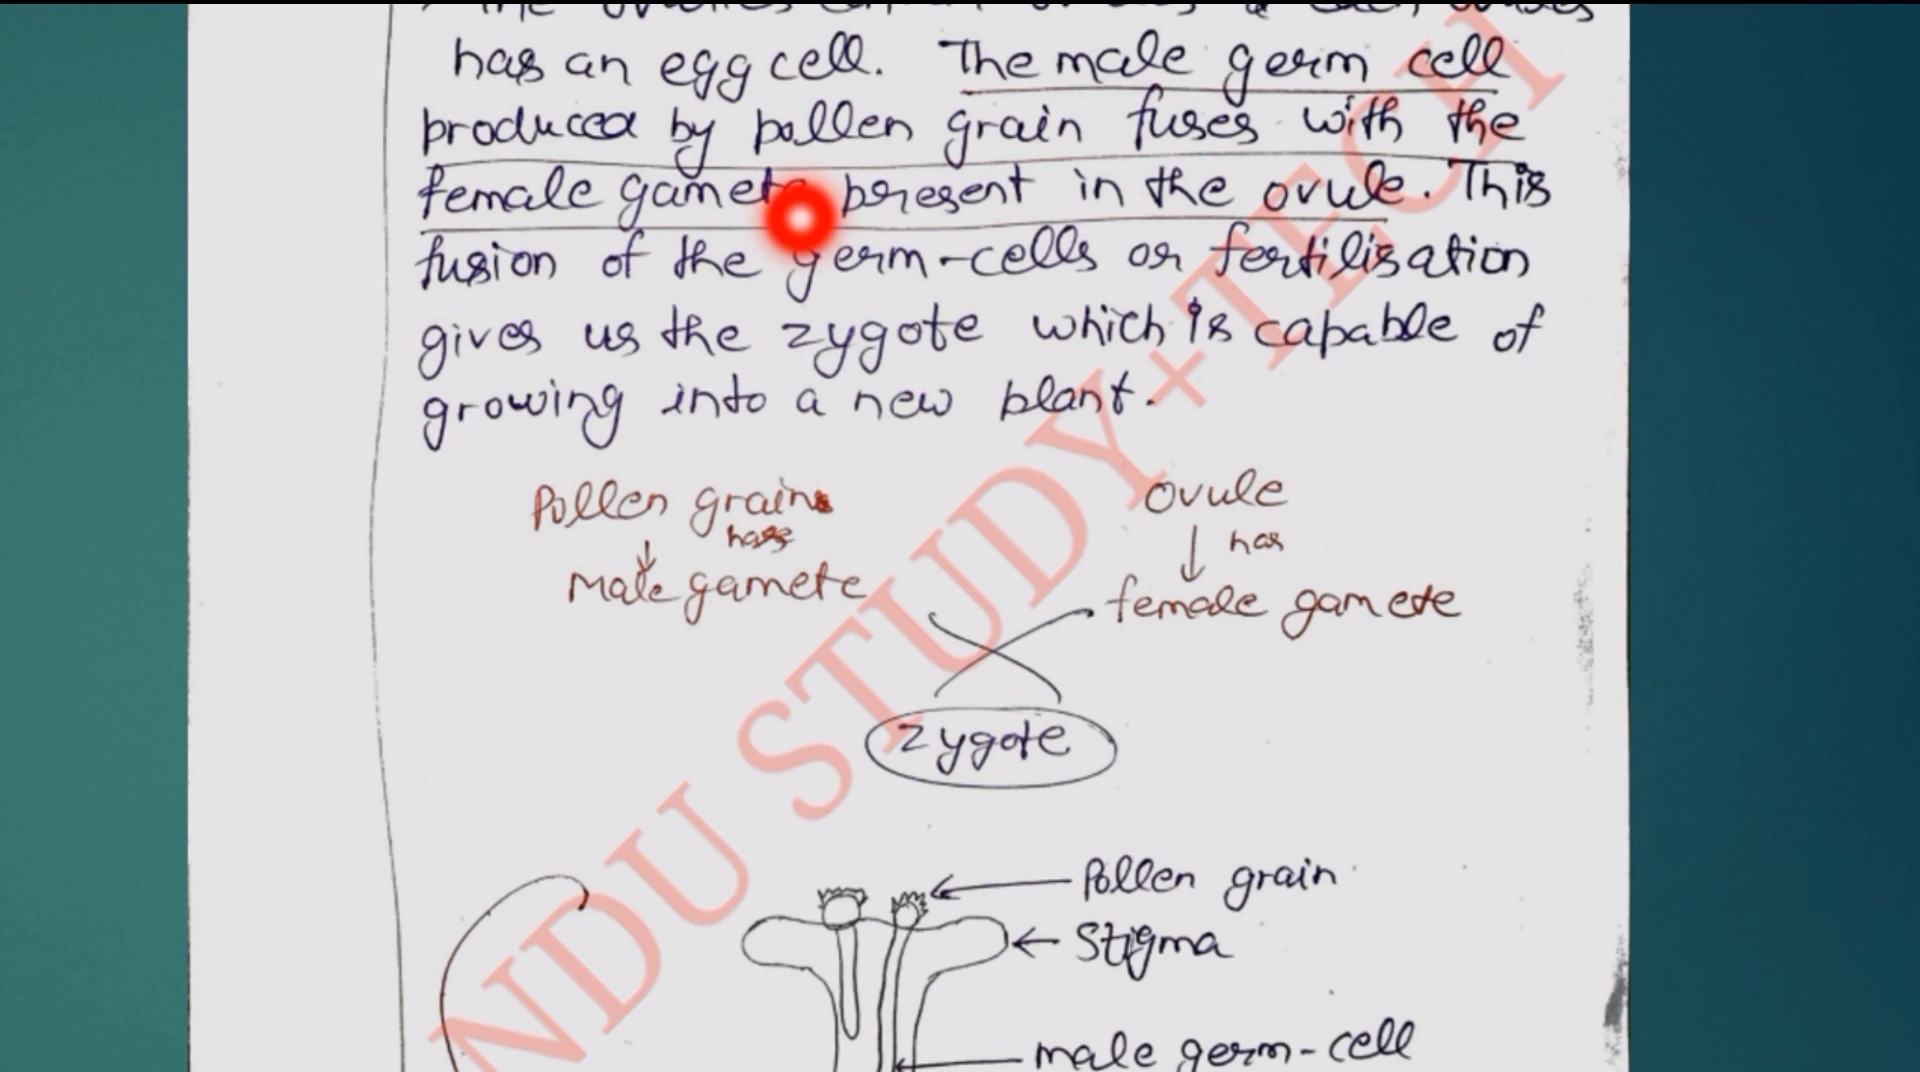 has an egg cell. The male germ cell
produced by pollen grain fuses with the
female gamete present in the ovule. This
fusion of the germ-cells or fertilisation
gives us the zygote which is capable of
growing into a new plant.
Pollen grain
has
Male gamete
Ovule
has
female gamete
zygote
Pollen grain
Stigma
male germ-cell
NDU STUDY+TECH